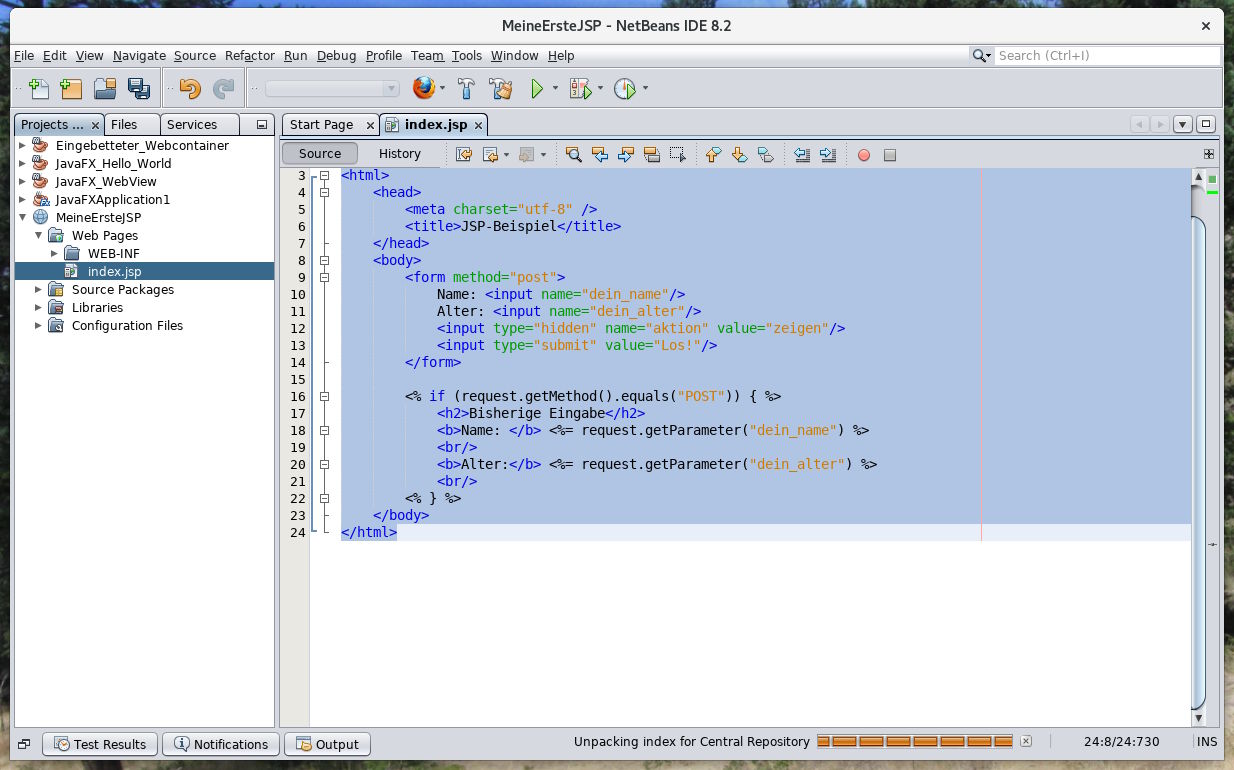 MeineErsteJSP - NetBeans IDE 8.2
File Edit View Navigate Source Refactor Run Debug Profile Team Tools Window Help
Search (Ctrl+I)
Projects ... Files Services
Start Page index.jsp
Source History
Eingebetteter_Webcontainer
JavaFX_Hello_World
JavaFX_WebView
JavaFXApplication1
MeineErsteJSP
Web Pages
WEB-INF
index.jsp
Source Packages
Libraries
Configuration Files
3 <html>
4 <head>
5 <meta charset="utf-8" />
6 <title>JSP-Beispiel</title>
7 </head>
8 <body>
9 <form method="post">
10 Name: <input name="dein_name"/>
11 Alter: <input name="dein_alter"/>
12 <input type="hidden" name="aktion" value="zeigen"/>
13 <input type="submit" value="Los!"/>
14 </form>
15
16 <% if (request.getMethod().equals("POST")) { %>
17 <h2>Bisherige Eingabe</h2>
18 <b>Name: </b> <%= request.getParameter("dein_name") %>
19 <br/>
20 <b>Alter:</b> <%= request.getParameter("dein_alter") %>
21 <br/>
22 <% } %>
23 </body>
24 </html>
Test Results Notifications Output
Unpacking index for Central Repository
24:8/24:730 INS